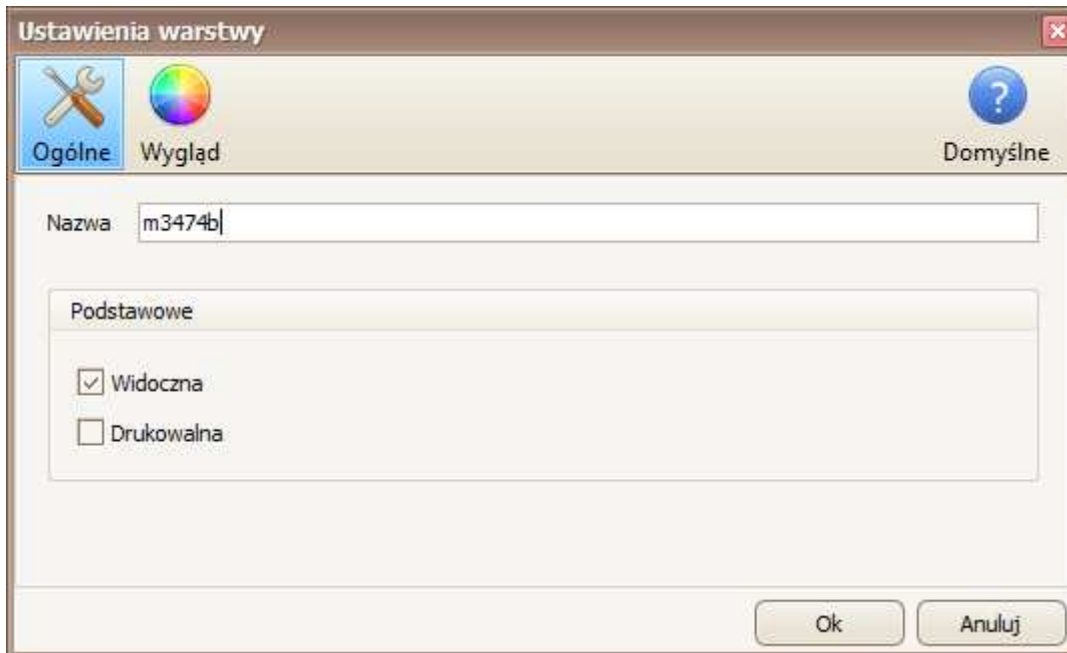 Ustawienia warstwy
Ogólne Wygląd Domyślne
Nazwa m3474b
Podstawowe
Widoczna
Drukowalna
Ok Anuluj